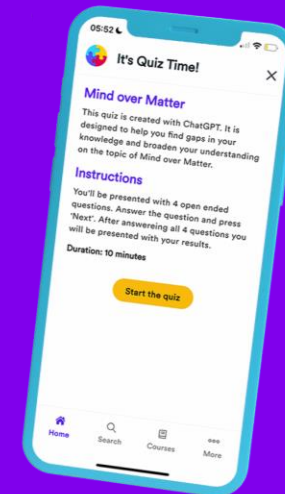 05:52
It's Quiz Time!
Mind over Matter
This quiz is created with ChatGPT. It is
designed to help you find gaps in your
knowledge and broaden your understanding
on the topic of Mind over Matter.
Instructions
You'll be presented with 4 open ended
questions. Answer the question and press
'Next'. After answereing all 4 questions you
will be presented with your results.
Duration: 10 minutes
Start the quiz
Home
Search
Courses
More